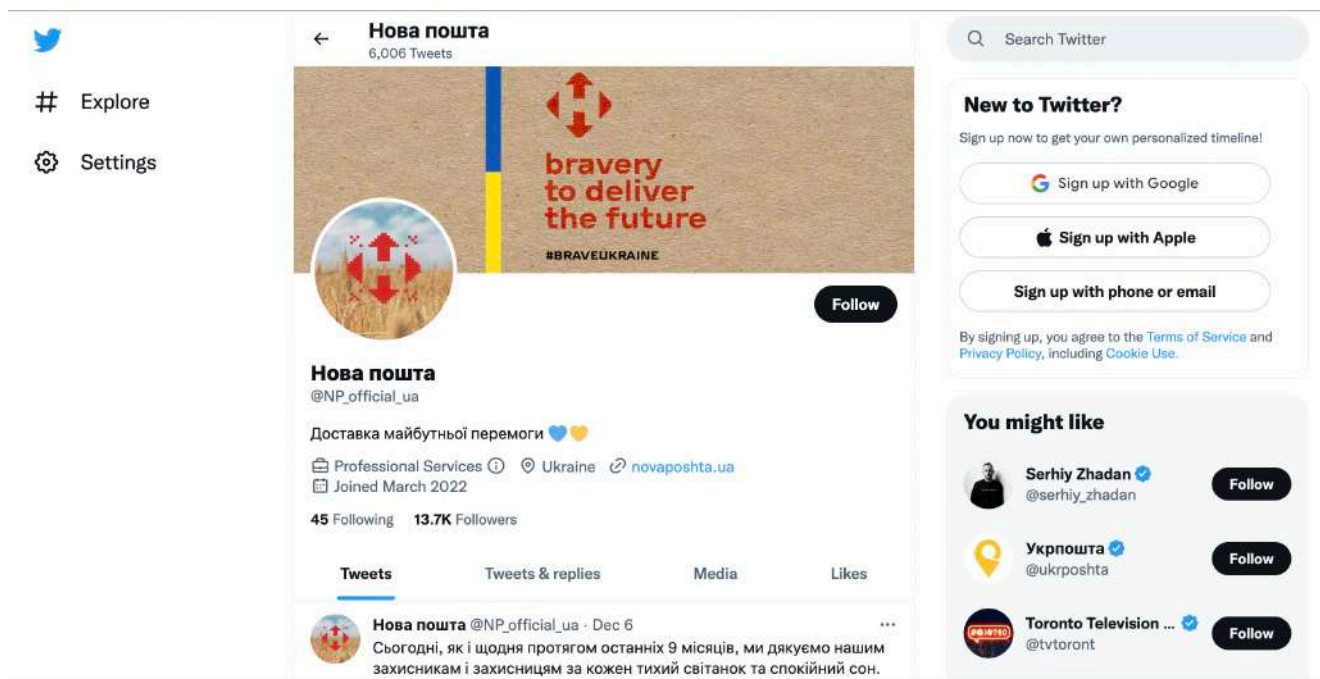 Explore
Settings
Нова пошта
6,006 Tweets
bravery
to deliver
the future
#BRAVEUKRAINE
Follow
Нова пошта
@NP_official_ua
Доставка майбутньої перемоги 💙💛
Professional Services Ukraine novaposhta.ua
Joined March 2022
45 Following 13.7K Followers
Tweets Tweets & replies Media Likes
Нова пошта @NP_official_ua · Dec 6
Сьогодні, як і щодня протягом останніх 9 місяців, ми дякуємо нашим
захисникам і захисницям за кожен тихий світанок та спокійний сон.
Search Twitter
New to Twitter?
Sign up now to get your own personalized timeline!
Sign up with Google
Sign up with Apple
Sign up with phone or email
By signing up, you agree to the Terms of Service and
Privacy Policy, including Cookie Use.
You might like
Serhiy Zhadan
@serhiy_zhadan
Follow
Укрпошта
@ukrposhta
Follow
Toronto Television ...
@tvtoront
Follow